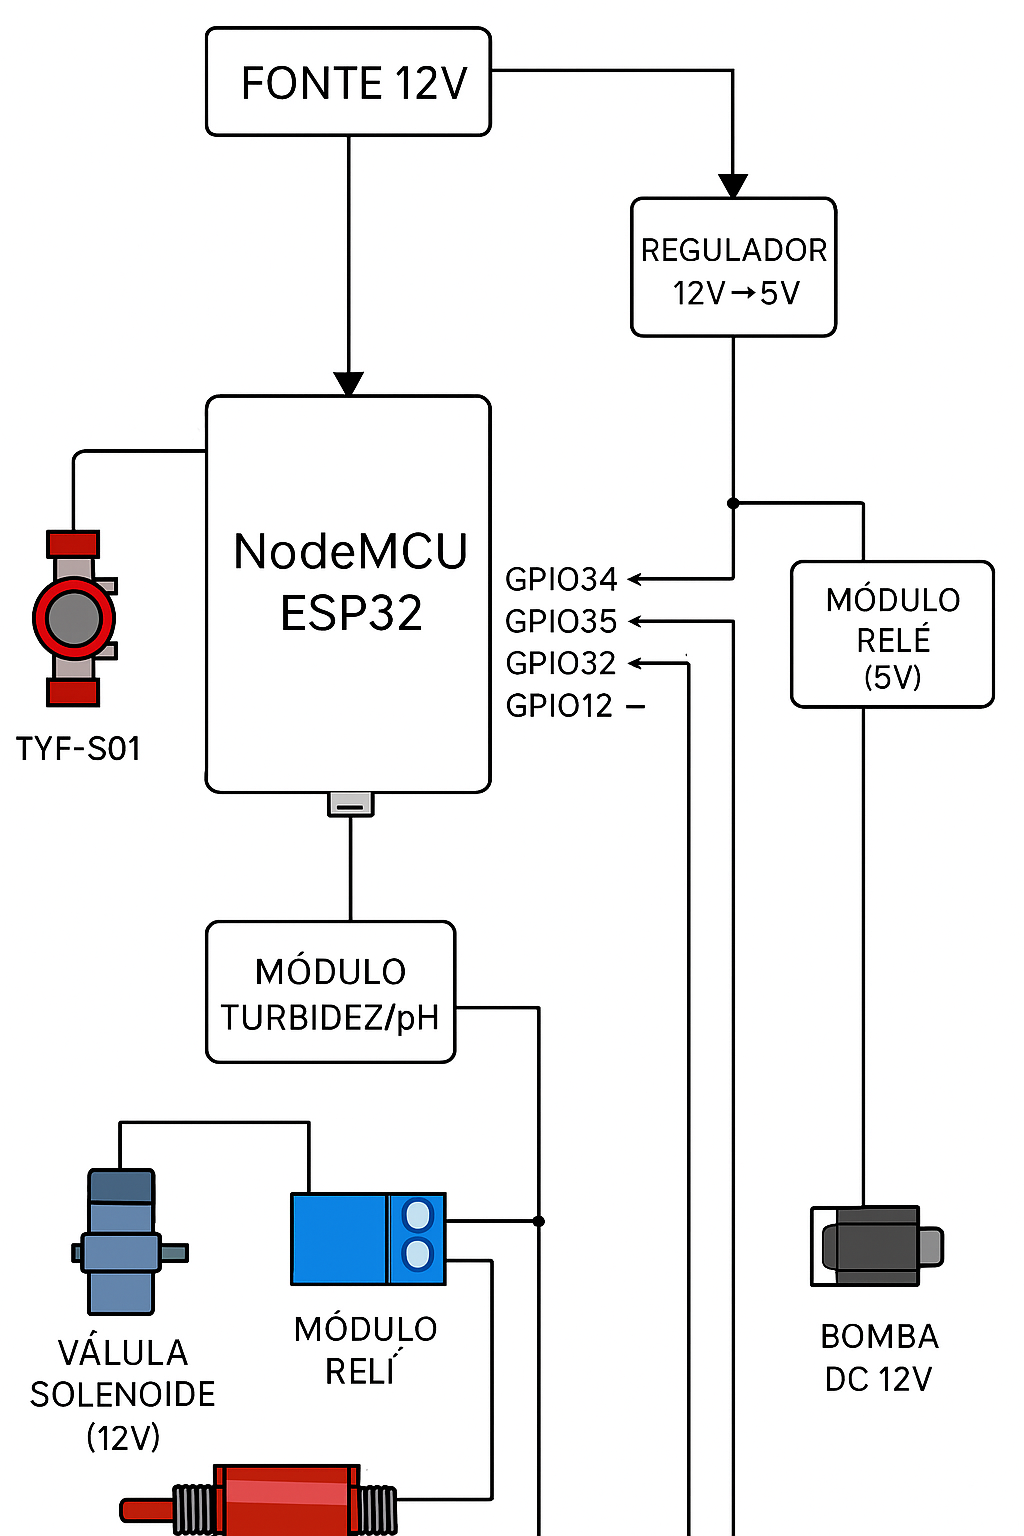 FONTE 12V
REGULADOR
12V→5V
NodeMCU
ESP32
GPIO34
GPIO35
GPIO32
GPIO12 –
MÓDULO
RELÉ
(5V)
TYF-S01
MÓDULO
TURBIDEZ/pH
MÓDULO
RELÍ
VÁLULA
SOLENOIDE
(12V)
BOMBA
DC 12V